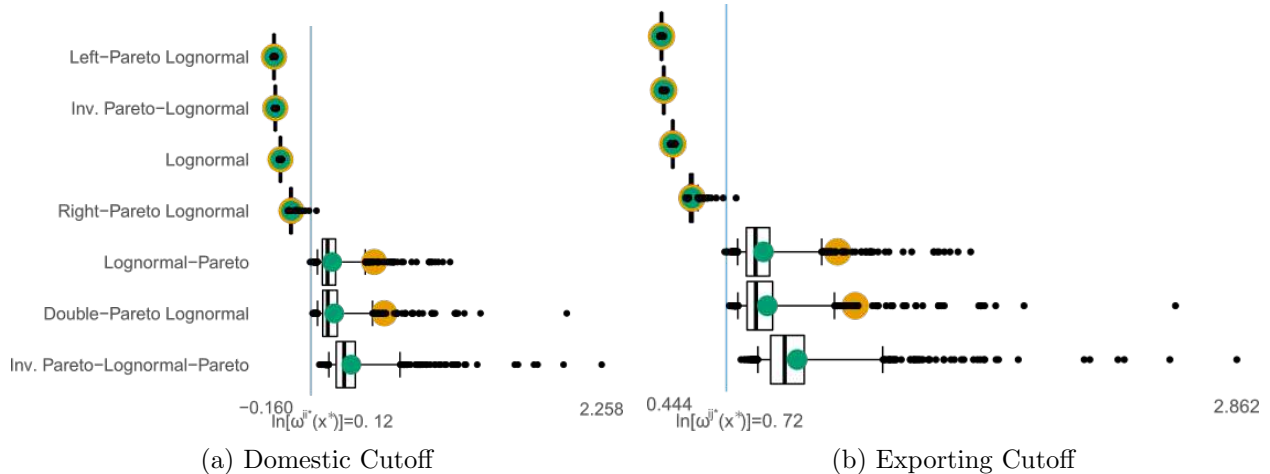 Left−Pareto Lognormal
Inv. Pareto−Lognormal
Lognormal
Right−Pareto Lognormal
Lognormal−Pareto
Double−Pareto Lognormal
Inv. Pareto−Lognormal−Pareto
−0.160
2.258
ln[ω^{ii*}(x*)]=0. 12
(a) Domestic Cutoff
0.444
2.862
ln[ω^{ij*}(x*)]=0. 72
(b) Exporting Cutoff